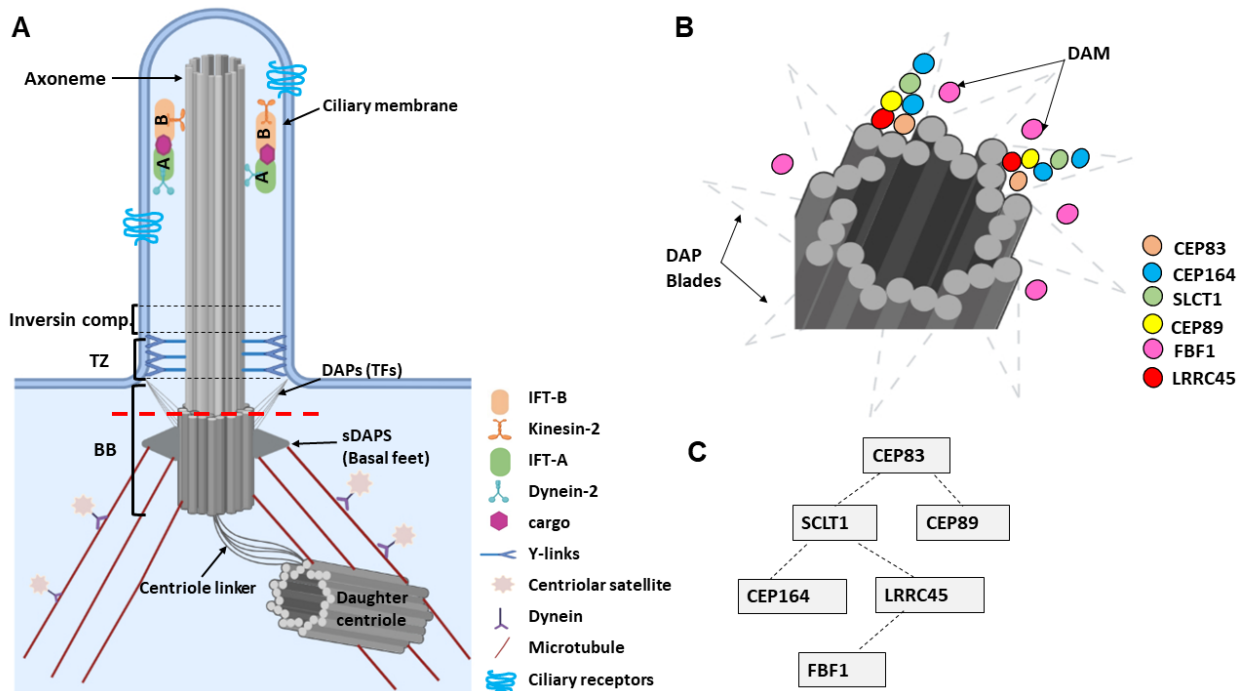 A
Axoneme
Ciliary membrane
B
A
B
A
Inversin comp.
TZ
DAPs (TFs)
BB
sDAPS
(Basal feet)
Centriole linker
Daughter
centriole
IFT-B
Kinesin-2
IFT-A
Dynein-2
cargo
Y-links
Centriolar satellite
Dynein
Microtubule
Ciliary receptors
B
DAM
DAP
Blades
CEP83
CEP164
SLCT1
CEP89
FBF1
LRRC45
C
CEP83
SCLT1
CEP89
CEP164
LRRC45
FBF1